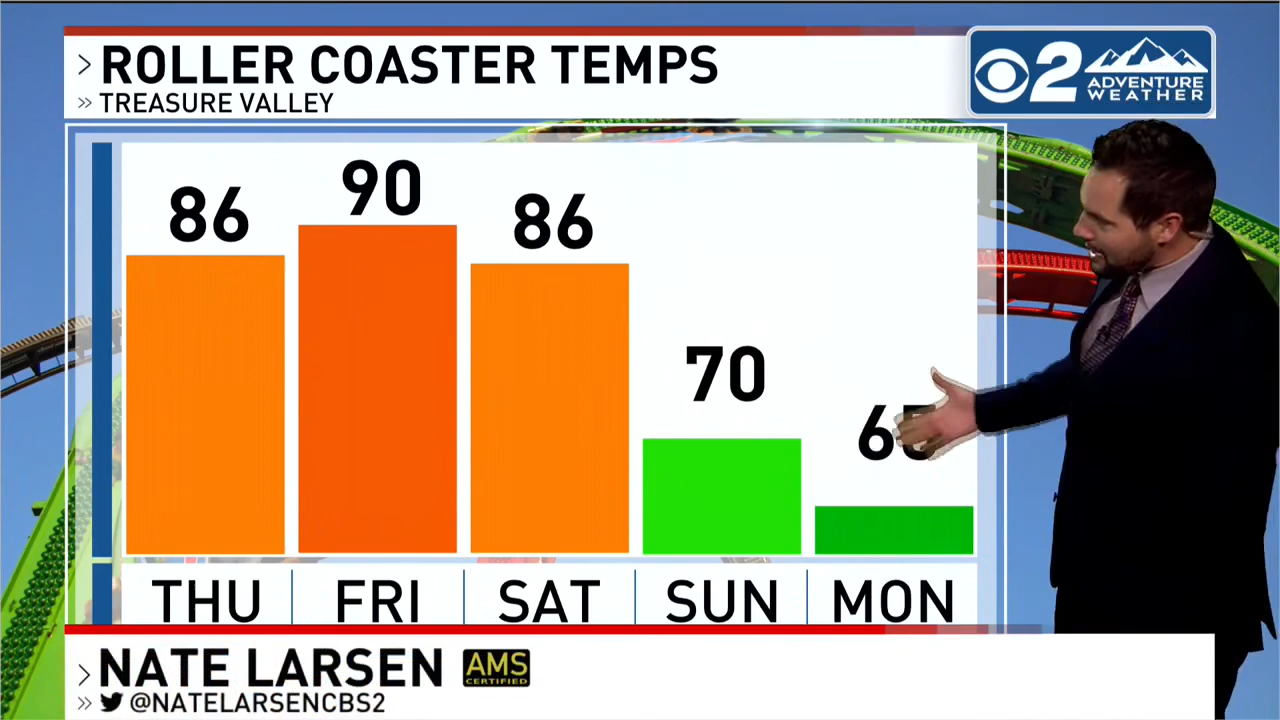 ROLLER COASTER TEMPS
TREASURE VALLEY
2 ADVENTURE WEATHER
86 90 86 70
THU FRI SAT SUN MON
NATE LARSEN AMS CERTIFIED
@NATELARSENCBS2